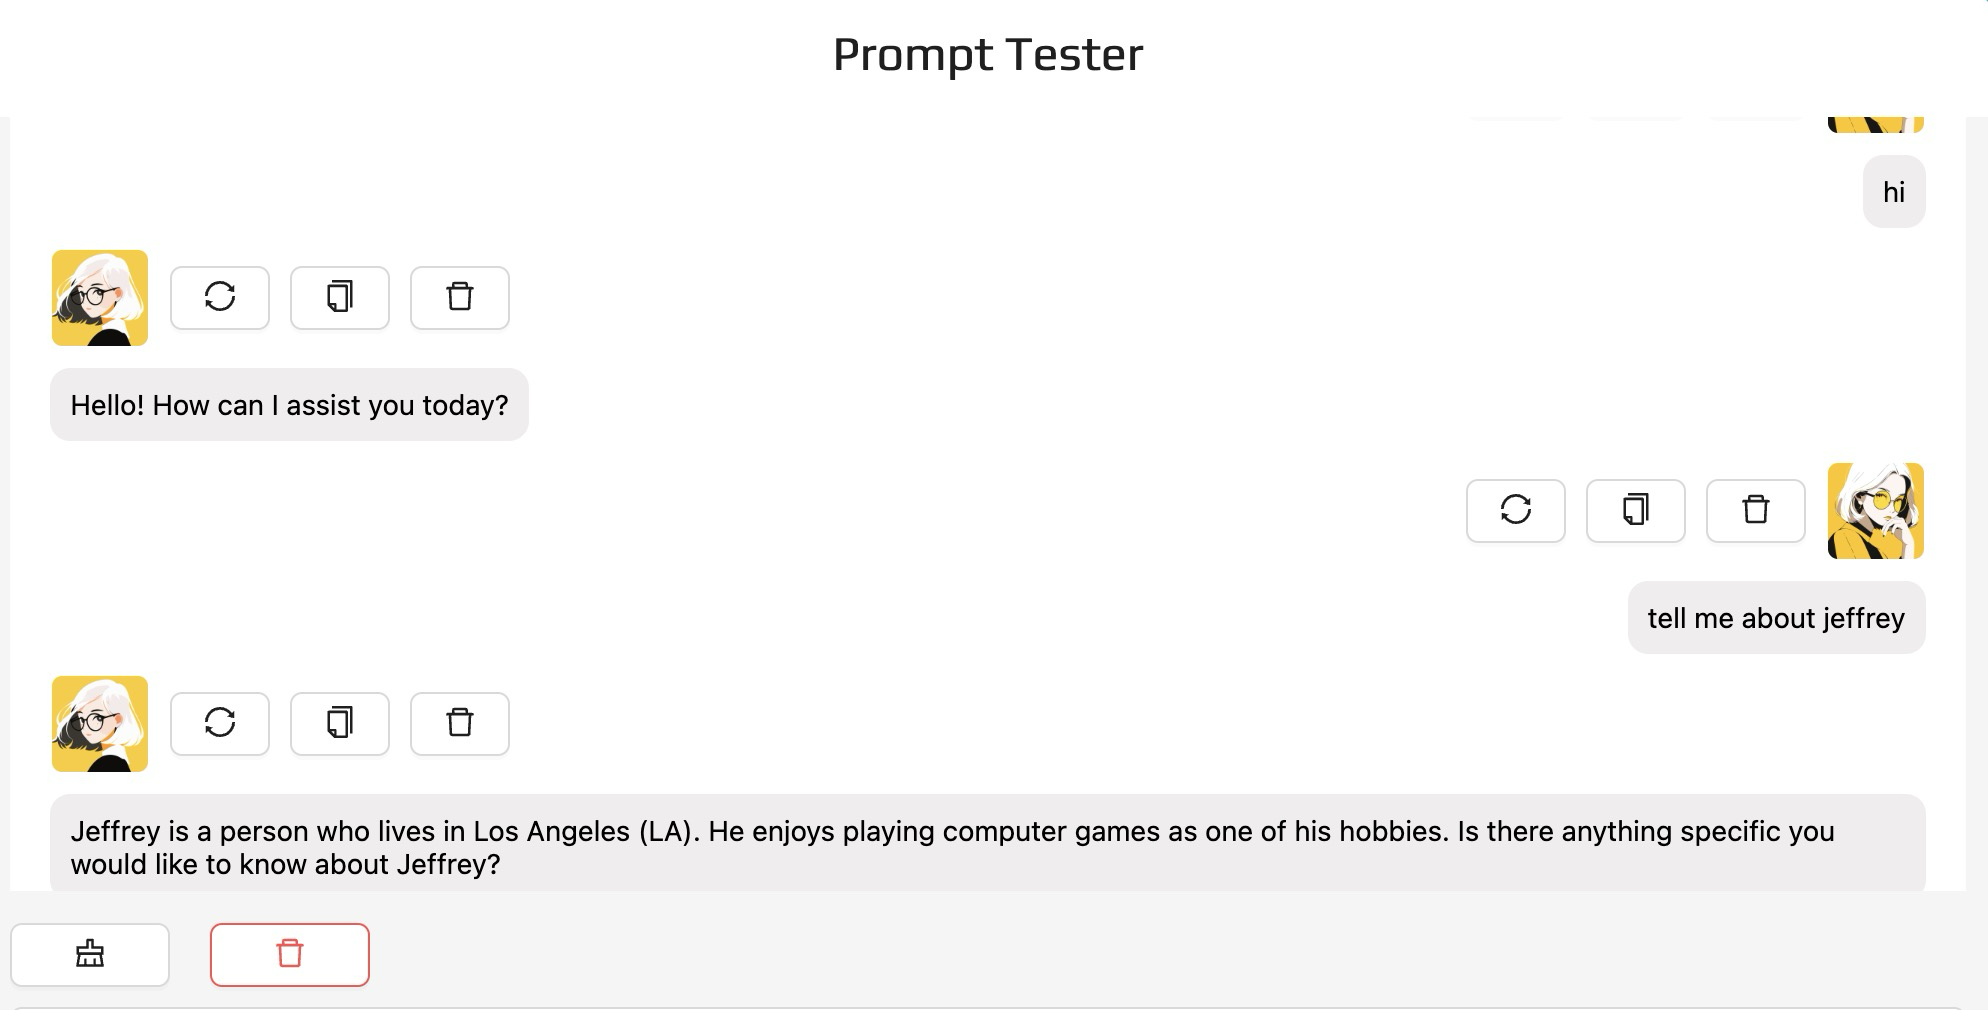 Prompt Tester
hi
Hello! How can I assist you today?
tell me about jeffrey
Jeffrey is a person who lives in Los Angeles (LA). He enjoys playing computer games as one of his hobbies. Is there anything specific you
would like to know about Jeffrey?